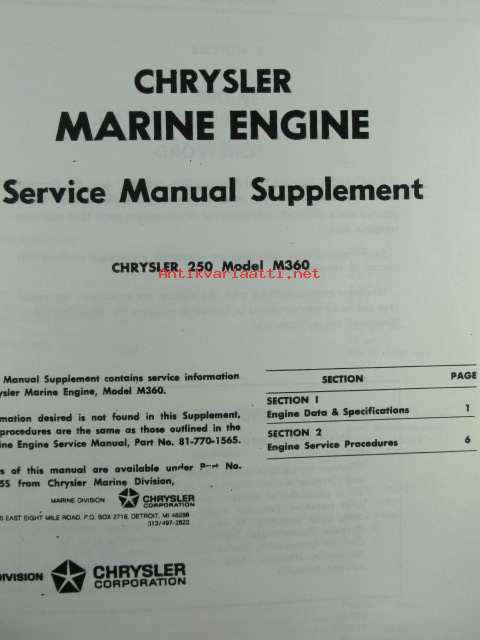 CHRYSLER
MARINE ENGINE
Service Manual Supplement
CHRYSLER 250 Model M360
Antikvariaatti.net
Manual Supplement contains service information
ysler Marine Engine, Model M360.
mation desired is not found in this Supplement,
procedures are the same as those outlined in the
ine Engine Service Manual, Part No. 81-770-1565.
s of this manual are available under Part No.
55 from Chrysler Marine Division,
MARINE DIVISION CHRYSLER
CORPORATION
EAST EIGHT MILE ROAD, P.O. BOX 2718, DETROIT, MI 48288
313/497-2622
DIVISION CHRYSLER
CORPORATION
SECTION PAGE
SECTION I
Engine Data & Specifications 1
SECTION 2
Engine Service Procedures 6